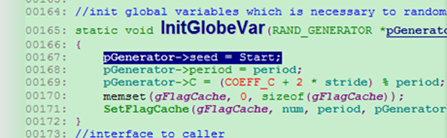 00164: //init global variables which is necessary to random
00165: static void InitGlobeVar(RAND_GENERATOR *pGenerato
00166: {
00167: pGenerator->seed = Start;
00168: pGenerator->period = period;
00169: pGenerator->C = (COEFF_C + 2 * stride) % period;
00170: memset(gFlagCache, 0, sizeof(gFlagCache));
00171: SetFlagCache(gFlagCache, num, period, pGenerator
00172: }
00173: //interface to caller